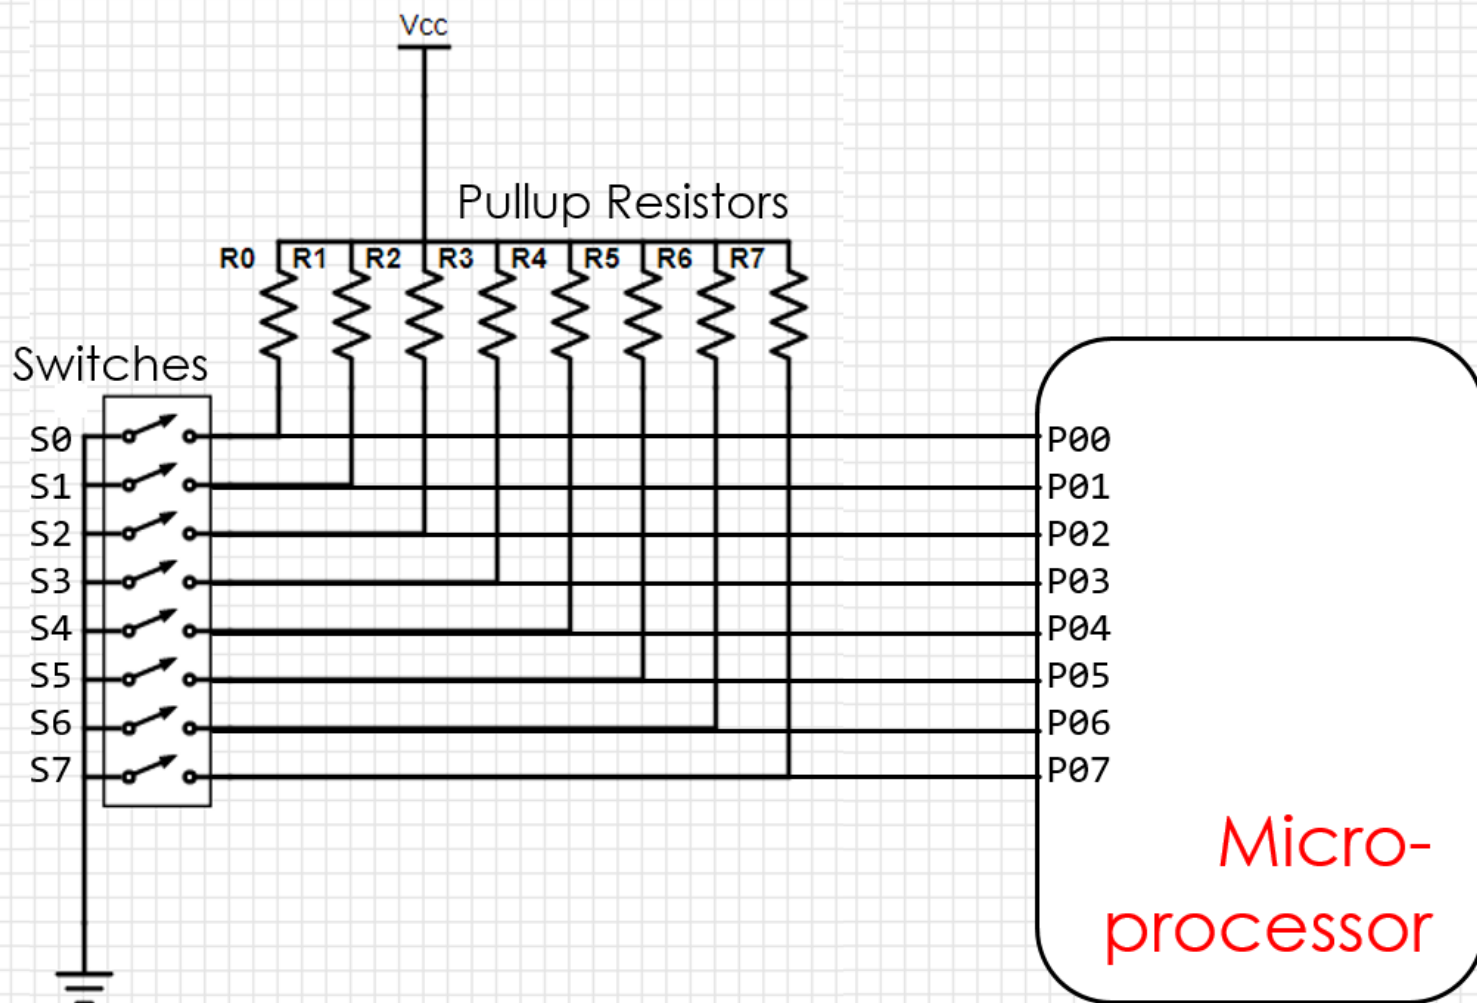 Vcc
Pullup Resistors
R0 R1 R2 R3 R4 R5 R6 R7
Switches
S0 P00
S1 P01
S2 P02
S3 P03
S4 P04
S5 P05
S6 P06
S7 P07
Micro-
processor